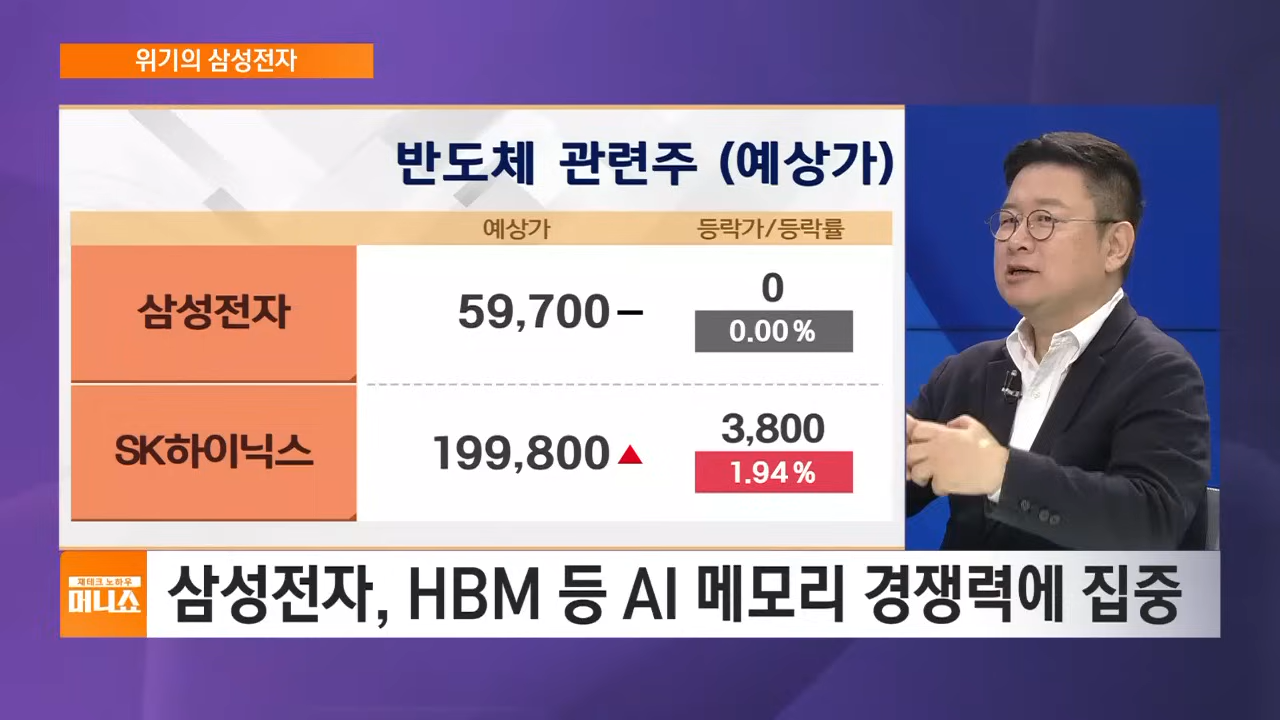 위기의 삼성전자
반도체 관련주 (예상가)
예상가 등락가/등락률
삼성전자 59,700 – 0
0.00%
SK하이닉스 199,800 ▲ 3,800
1.94%
재테크 노하우
머니쇼
삼성전자, HBM 등 AI 메모리 경쟁력에 집중